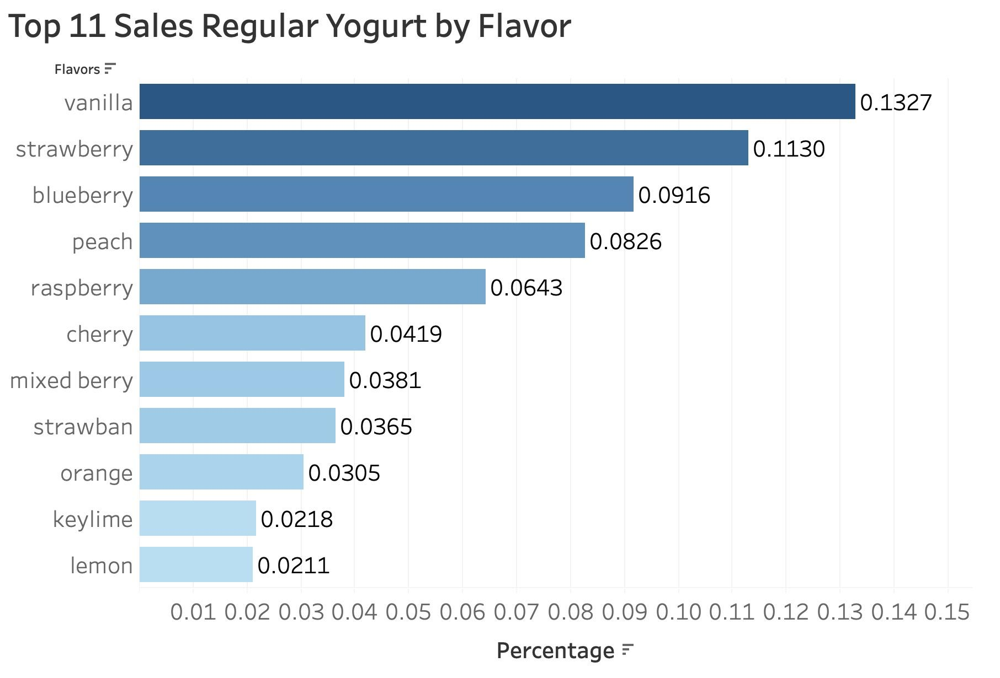 Top 11 Sales Regular Yogurt by Flavor
Flavors
vanilla 0.1327
strawberry 0.1130
blueberry 0.0916
peach 0.0826
raspberry 0.0643
cherry 0.0419
mixed berry 0.0381
strawban 0.0365
orange 0.0305
keylime 0.0218
lemon 0.0211
0.01 0.02 0.03 0.04 0.05 0.06 0.07 0.08 0.09 0.10 0.11 0.12 0.13 0.14 0.15
Percentage